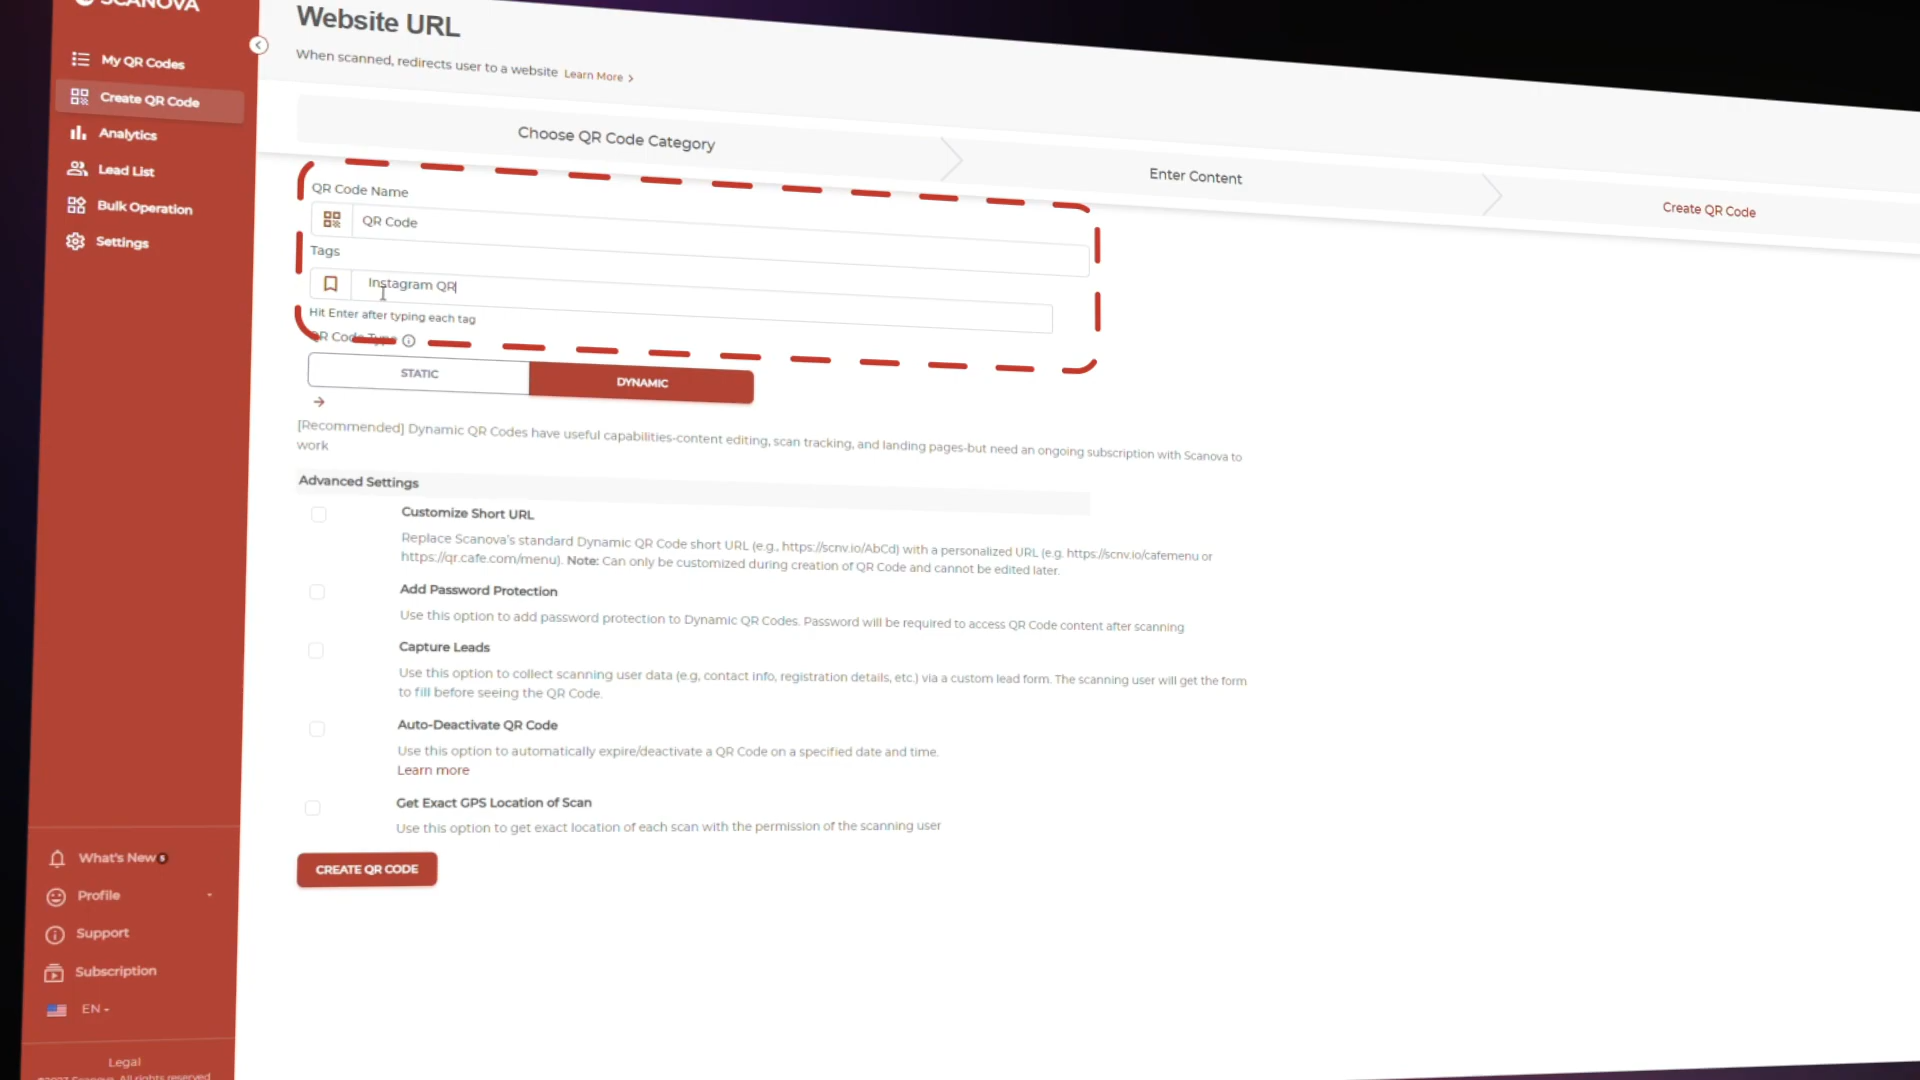 SCANOVA
My QR Codes
Create QR Code
Analytics
Lead List
Bulk Operation
Settings
What's New 5
Profile
Support
Subscription
EN
Legal
©2023 Scanova. All rights reserved
Website URL
When scanned, redirects user to a website Learn More >
Choose QR Code Category
Enter Content
Create QR Code
QR Code Name
QR Code
Tags
Instagram QR
Hit Enter after typing each tag
QR Code Type
STATIC
DYNAMIC
[Recommended] Dynamic QR Codes have useful capabilities-content editing, scan tracking, and landing pages-but need an ongoing subscription with Scanova to
work
Advanced Settings
Customize Short URL
Replace Scanova's standard Dynamic QR Code short URL (e.g., https://scnv.io/AbCd) with a personalized URL (e.g. https://scnv.io/cafemenu or
https://qr.cafe.com/menu). Note: Can only be customized during creation of QR Code and cannot be edited later.
Add Password Protection
Use this option to add password protection to Dynamic QR Codes. Password will be required to access QR Code content after scanning
Capture Leads
Use this option to collect scanning user data (e.g, contact info, registration details, etc.) via a custom lead form. The scanning user will get the form
to fill before seeing the QR Code.
Auto-Deactivate QR Code
Use this option to automatically expire/deactivate a QR Code on a specified date and time.
Learn more
Get Exact GPS Location of Scan
Use this option to get exact location of each scan with the permission of the scanning user
CREATE QR CODE